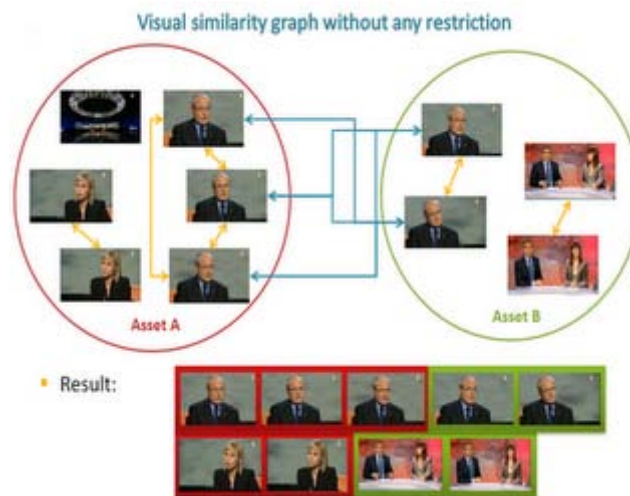 Visual similarity graph without any restriction
Asset A
Asset B
Result: